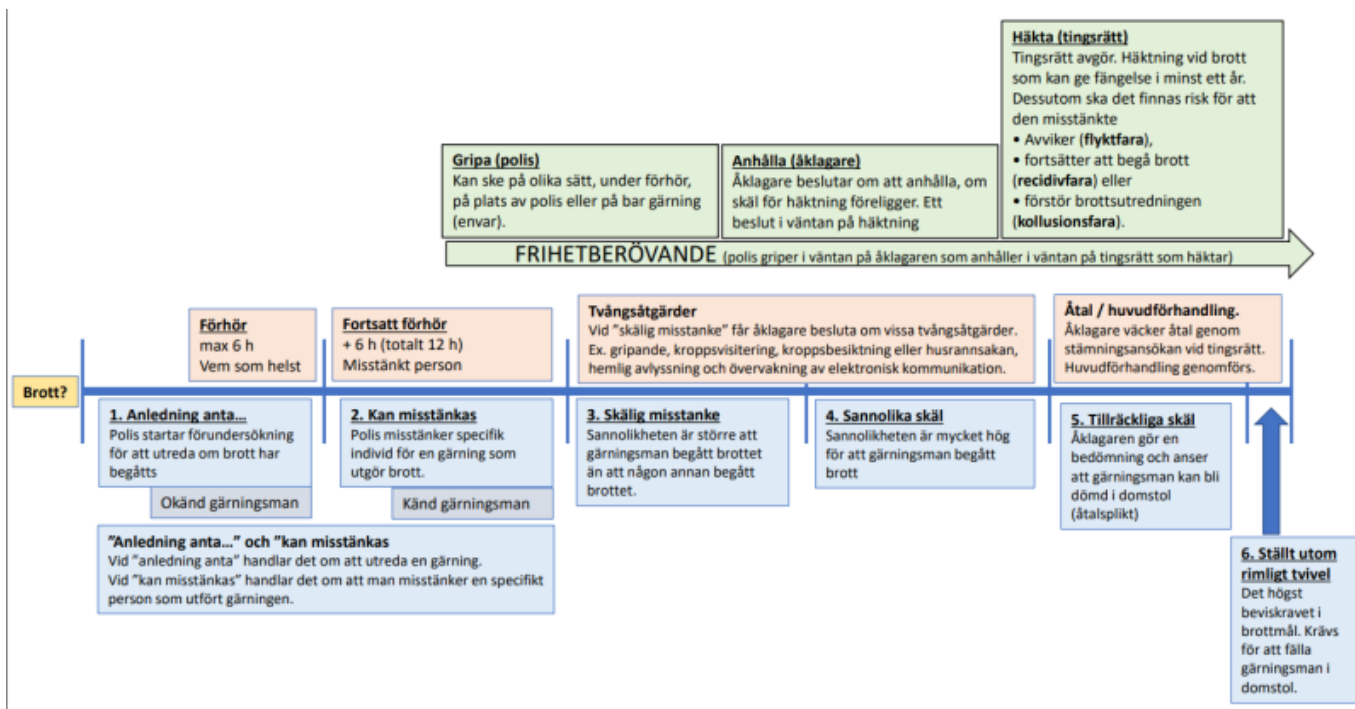 Häkta (tingsrätt)
Tingsrätt avgör. Häktning vid brott
som kan ge fängelse i minst ett år.
Dessutom ska det finnas risk för att
den misstänkte
• Avviker (flyktfara),
• fortsätter att begå brott
(recidivfara) eller
• förstör brottsutredningen
(kollusionsfara).
Gripa (polis)
Kan ske på olika sätt, under förhör,
på plats av polis eller på bar gärning
(envar).
Anhålla (åklagare)
Åklagare beslutar om att anhålla, om
skäl för häktning föreligger. Ett
beslut i väntan på häktning
FRIHETBERÖVANDE (polis griper i väntan på åklagaren som anhåller i väntan på tingsrätt som häktar)
Förhör
max 6 h
Vem som helst
Fortsatt förhör
+ 6 h (totalt 12 h)
Misstänkt person
Tvångsåtgärder
Vid ”skälig misstanke” får åklagare besluta om vissa tvångsåtgärder.
Ex. gripande, kroppsvisitering, kroppsbesiktning eller husrannsakan,
hemlig avlyssning och övervakning av elektronisk kommunikation.
Åtal / huvudförhandling.
Åklagare väcker åtal genom
stämningsansökan vid tingsrätt.
Huvudförhandling genomförs.
Brott?
1. Anledning anta…
Polis startar förundersökning
för att utreda om brott har
begåtts
Okänd gärningsman
2. Kan misstänkas
Polis misstänker specifik
individ för en gärning som
utgör brott.
Känd gärningsman
3. Skälig misstanke
Sannolikheten är större att
gärningsman begått brottet
än att någon annan begått
brottet.
4. Sannolika skäl
Sannolikheten är mycket hög
för att gärningsman begått
brott
5. Tillräckliga skäl
Åklagaren gör en
bedömning och anser
att gärningsman kan bli
dömd i domstol
(åtalsplikt)
”Anledning anta…” och ”kan misstänkas
Vid ”anledning anta” handlar det om att utreda en gärning.
Vid ”kan misstänkas” handlar det om att man misstänker en specifikt
person som utfört gärningen.
6. Ställt utom
rimligt tvivel
Det högst
beviskravet i
brottmål. Krävs
för att fälla
gärningsman i
domstol.